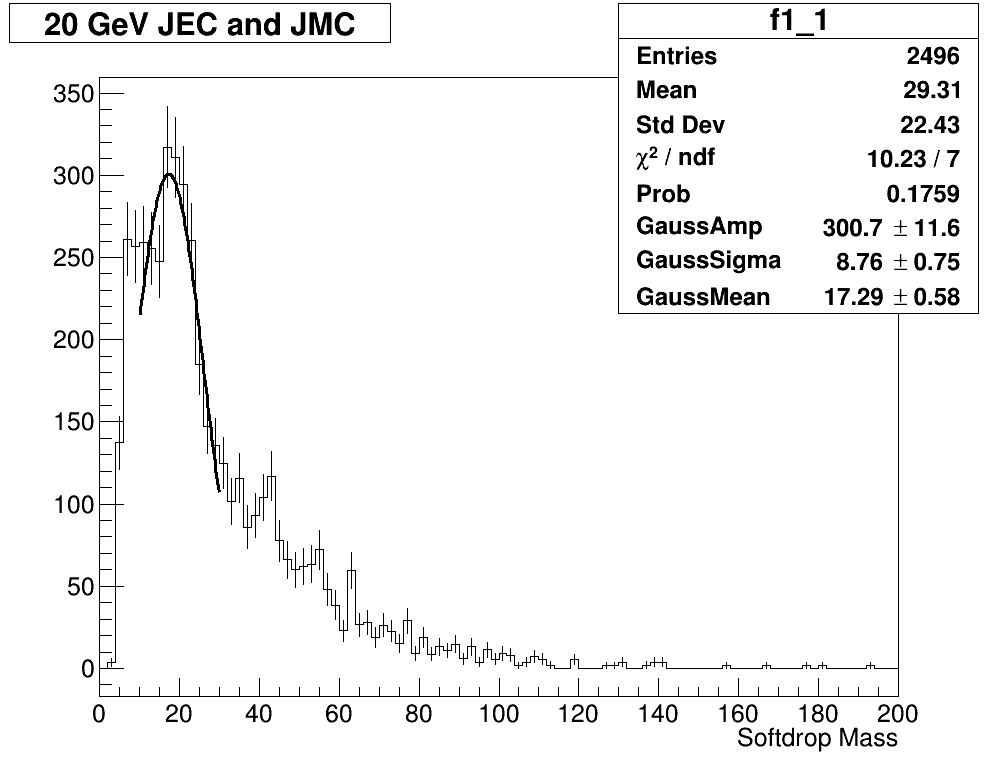 20 GeV JEC and JMC
f1_1
Entries 2496
Mean 29.31
Std Dev 22.43
χ² / ndf 10.23 / 7
Prob 0.1759
GaussAmp 300.7 ± 11.6
GaussSigma 8.76 ± 0.75
GaussMean 17.29 ± 0.58
350
300
250
200
150
100
50
0
0 20 40 60 80 100 120 140 160 180 200
Softdrop Mass